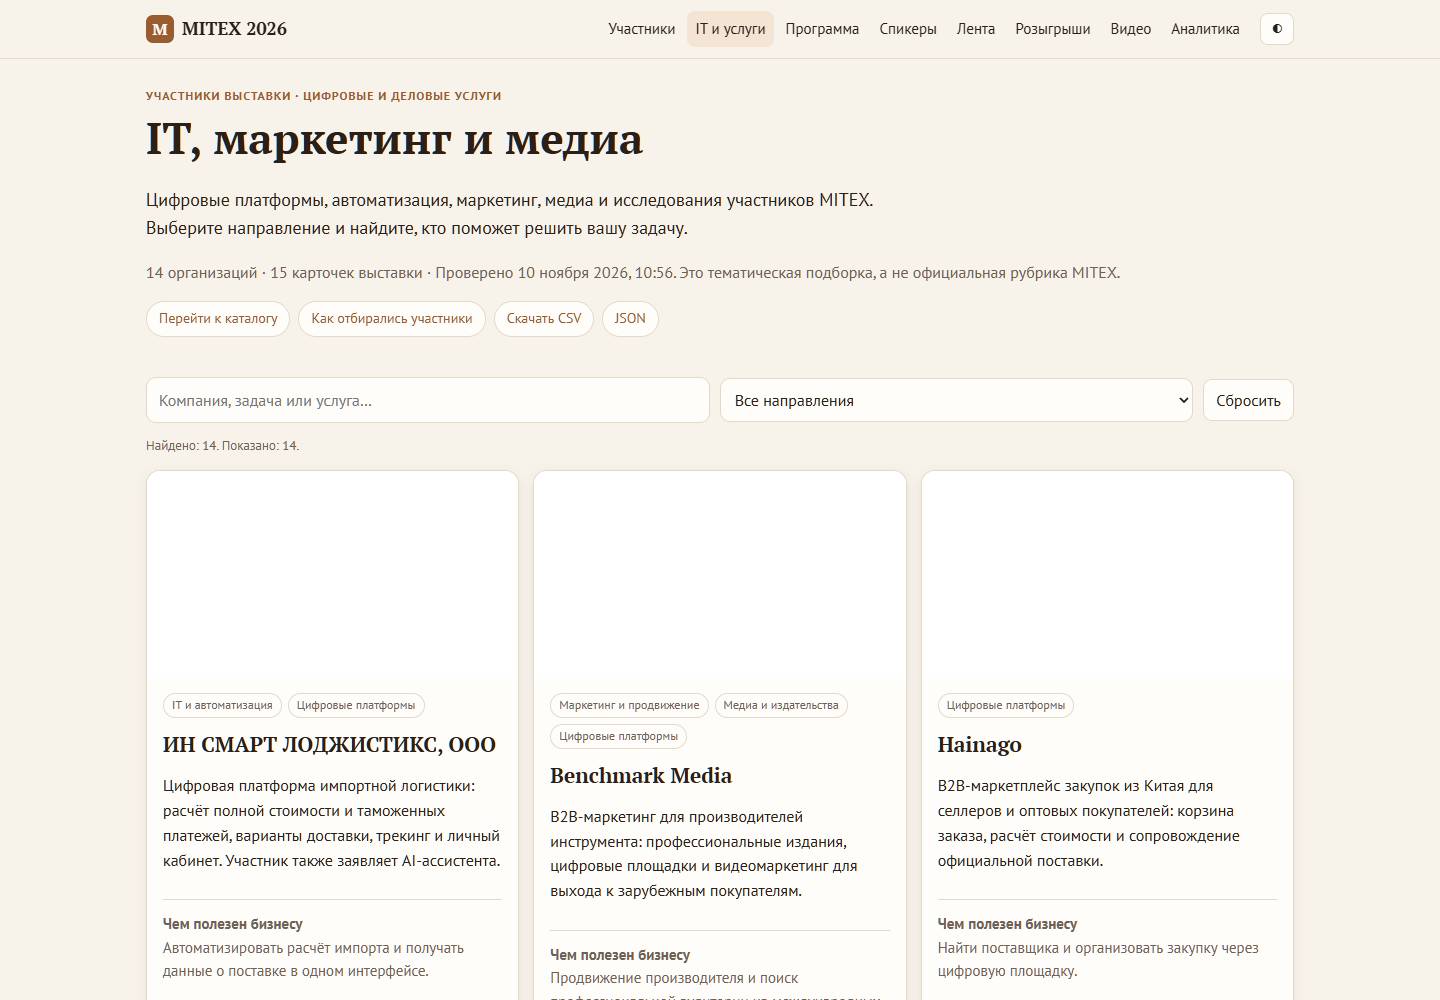 M MITEX 2026
Участники IT и услуги Программа Спикеры Лента Розыгрыши Видео Аналитика
УЧАСТНИКИ ВЫСТАВКИ · ЦИФРОВЫЕ И ДЕЛОВЫЕ УСЛУГИ
IT, маркетинг и медиа
Цифровые платформы, автоматизация, маркетинг, медиа и исследования участников MITEX.
Выберите направление и найдите, кто поможет решить вашу задачу.
14 организаций · 15 карточек выставки · Проверено 10 ноября 2026, 10:56. Это тематическая подборка, а не официальная рубрика MITEX.
Перейти к каталогу Как отбирались участники Скачать CSV JSON
Компания, задача или услуга... Все направления Сбросить
Найдено: 14. Показано: 14.
IT и автоматизация Цифровые платформы
ИН СМАРТ ЛОДЖИСТИКС, ООО
Цифровая платформа импортной логистики:
расчёт полной стоимости и таможенных
платежей, варианты доставки, трекинг и личный
кабинет. Участник также заявляет AI-ассистента.
Чем полезен бизнесу
Автоматизировать расчёт импорта и получать
данные о поставке в одном интерфейсе.
Маркетинг и продвижение Медиа и издательства
Цифровые платформы
Benchmark Media
B2B-маркетинг для производителей
инструмента: профессиональные издания,
цифровые площадки и видеомаркетинг для
выхода к зарубежным покупателям.
Чем полезен бизнесу
Продвижение производителя и поиск
Цифровые платформы
Hainago
B2B-маркетплейс закупок из Китая для
селлеров и оптовых покупателей: корзина
заказа, расчёт стоимости и сопровождение
официальной поставки.
Чем полезен бизнесу
Найти поставщика и организовать закупку через
цифровую площадку.